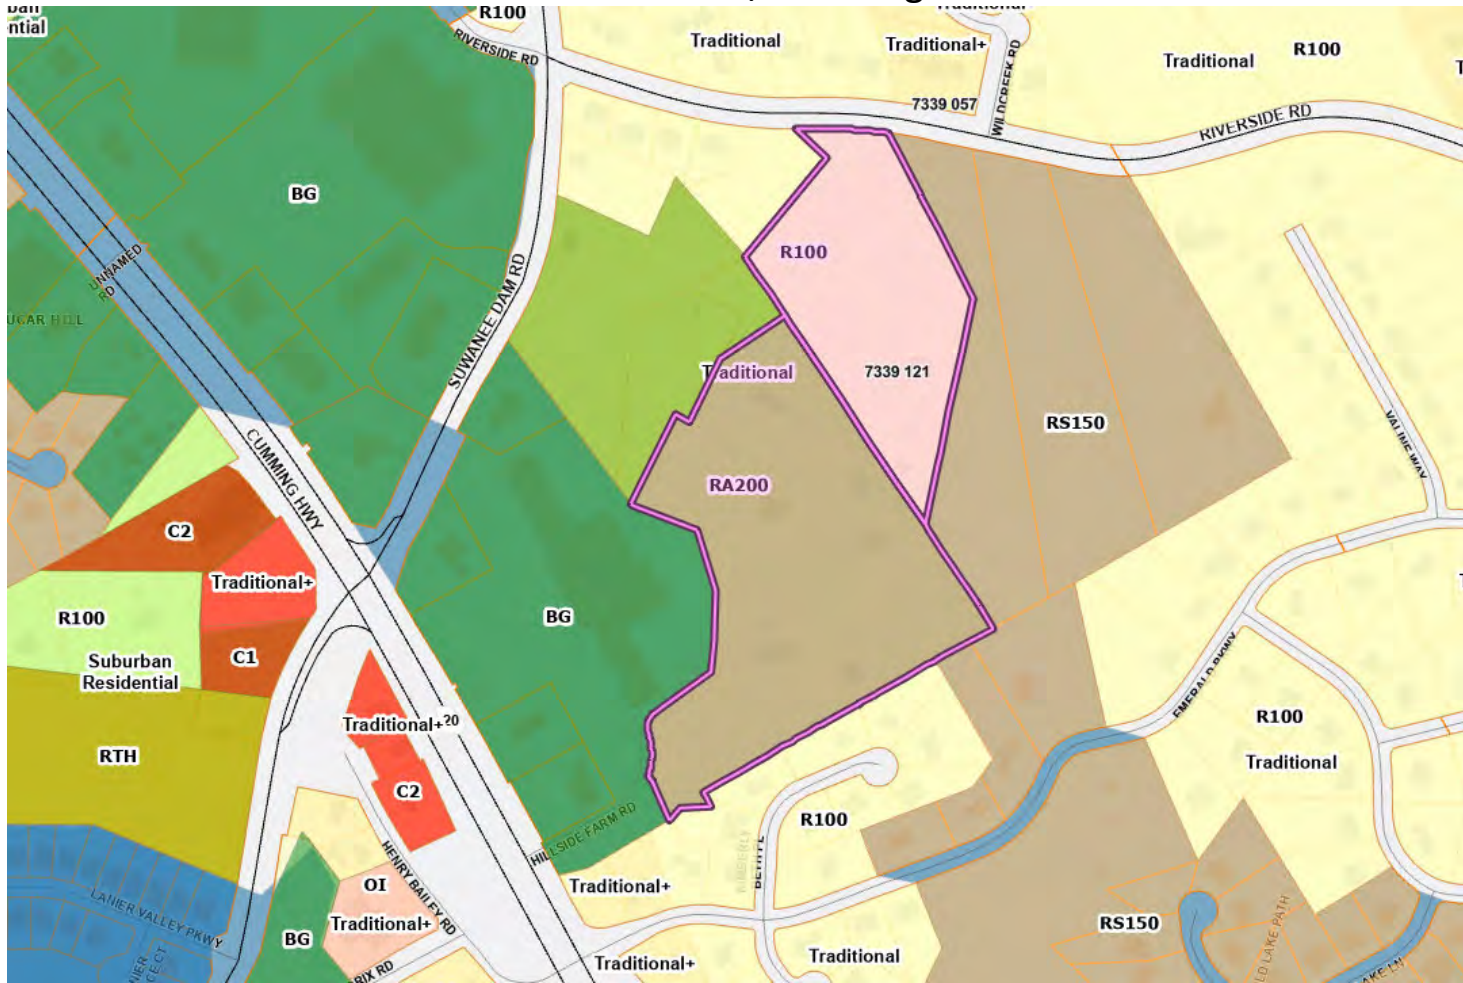 R100
Traditional
Traditional+
R100
Traditional
RIVERSIDE RD
7339 057
WILDCREEK RD
RIVERSIDE RD
BG
UNNAMED
RD
SUWANEE DAM RD
R100
7339 121
Traditional
RS150
VALINE WAY
CUMMING HWY
RA200
C2
Traditional+
R100
BG
C1
Suburban
Residential
EMERALD PKWY
Traditional+20
RTH
R100
Traditional
C2
R100
HILLSIDE FARM RD
HENRY BAILEY RD
OI
Traditional+
Traditional+
LANIER VALLEY PKWY
BG
RS150
Traditional+
Traditional